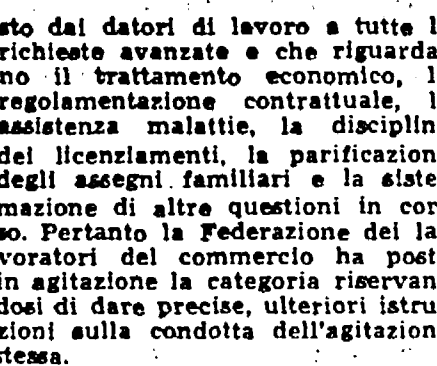 sto dai datori di lavoro a tutte l
richieste avanzate e che riguarda
no il trattamento economico, l
regolamentazione contrattuale, l
assistenza malattie, la disciplin
dei licenziamenti, la parificazion
degli assegni familiari e la siste
mazione di altre questioni in cor
so. Pertanto la Federazione dei la
voratori del commercio ha post
in agitazione la categoria riservan
dosi di dare precise, ulteriori istru
zioni sulla condotta dell'agitazion
stessa.